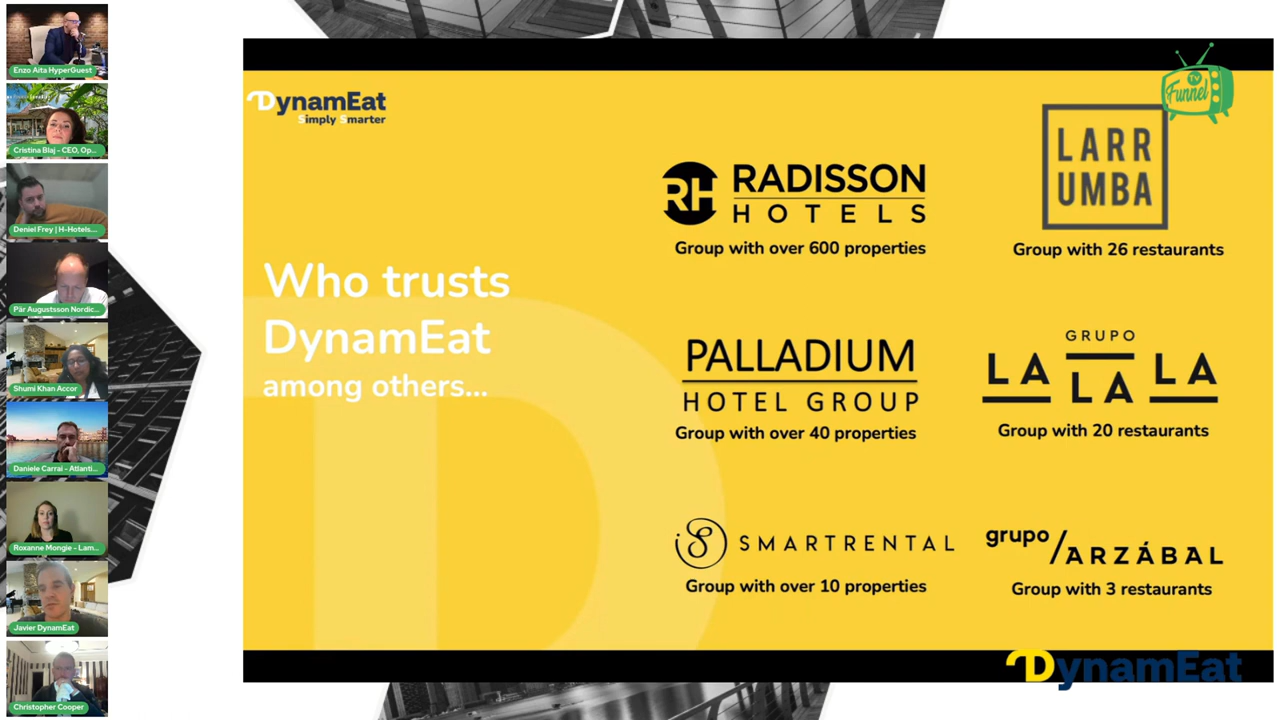 Enzo Aita HyperGuest
Cristina Blaj - CEO, Op...
Deniel Frey | H-Hotels....
Pär Augustsson Nordic...
Shumi Khan Accor
Daniele Carrai - Atlanti...
Roxanne Mongie - Lam...
Javier DynamEat
Christopher Cooper
DynamEat
Simply Smarter
Who trusts
DynamEat
among others...
RH RADISSON
HOTELS
Group with over 600 properties
PALLADIUM
HOTEL GROUP
Group with over 40 properties
SMARTRENTAL
Group with over 10 properties
TV
Funnel
LARR
UMBA
Group with 26 restaurants
GRUPO
LA LA LA
Group with 20 restaurants
grupo
/ARZÁBAL
Group with 3 restaurants
DynamEat